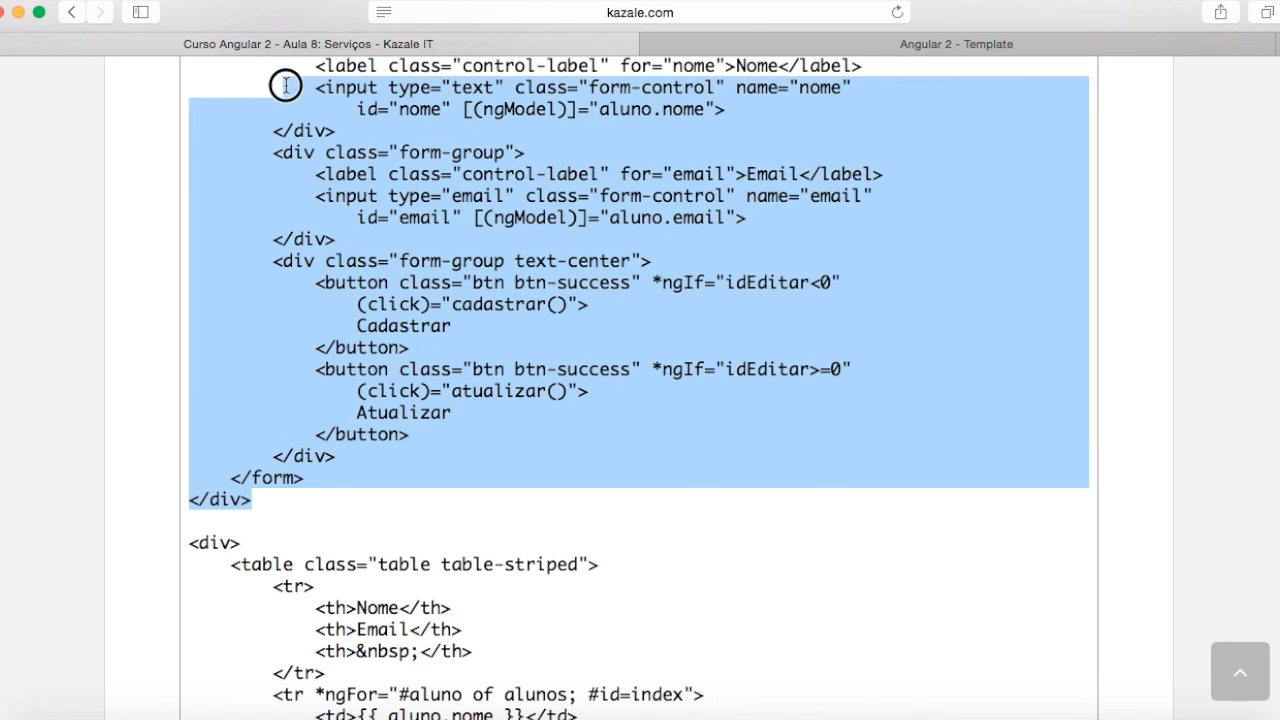 kazale.com
Curso Angular 2 - Aula 8: Serviços - Kazale IT
Angular 2 - Template
<label class="control-label" for="nome">Nome</label>
<input type="text" class="form-control" name="nome"
id="nome" [(ngModel)]="aluno.nome">
</div>
<div class="form-group">
<label class="control-label" for="email">Email</label>
<input type="email" class="form-control" name="email"
id="email" [(ngModel)]="aluno.email">
</div>
<div class="form-group text-center">
<button class="btn btn-success" *ngIf="idEditar<0"
(click)="cadastrar()">
Cadastrar
</button>
<button class="btn btn-success" *ngIf="idEditar>=0"
(click)="atualizar()">
Atualizar
</button>
</div>
</form>
</div>
<div>
<table class="table table-striped">
<tr>
<th>Nome</th>
<th>Email</th>
<th>&nbsp;</th>
</tr>
<tr *ngFor="#aluno of alunos; #id=index">
<td>{{ aluno.nome }}</td>